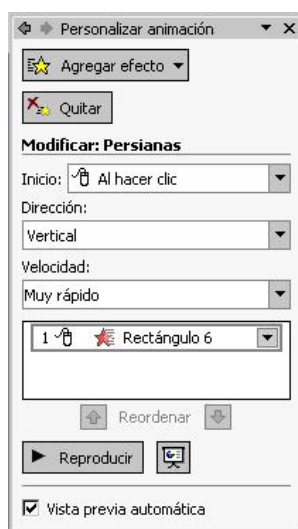 Personalizar animación
Agregar efecto
Quitar
Modificar: Persianas
Inicio: Al hacer clic
Dirección:
Vertical
Velocidad:
Muy rápido
1 Rectángulo 6
Reordenar
Reproducir
Vista previa automática